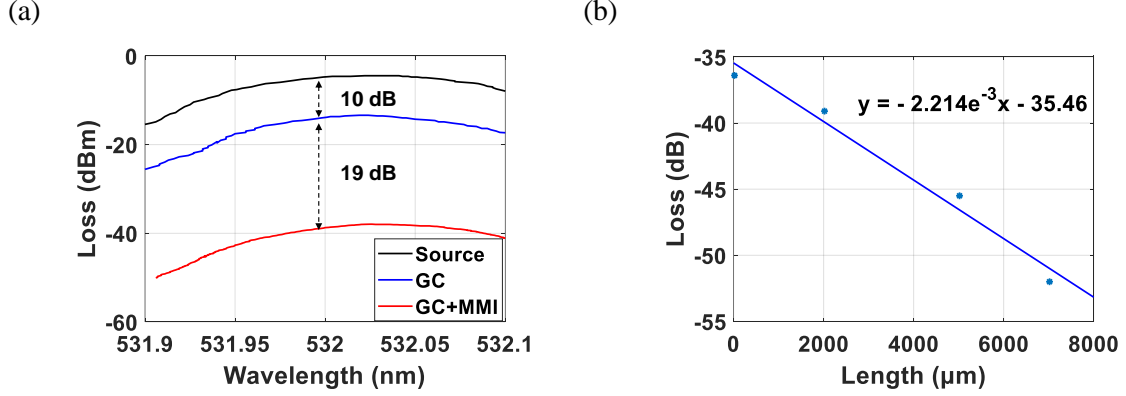 (a)
(b)
0
-20
-40
-60
Loss (dBm)
10 dB
19 dB
Source
GC
GC+MMI
531.9
531.95
532
532.05
532.1
Wavelength (nm)
-35
-40
-45
-50
-55
Loss (dB)
y = - 2.214e-3x - 35.46
0
2000
4000
6000
8000
Length (µm)